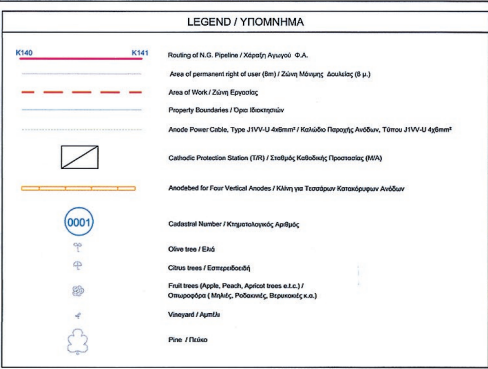 LEGEND / ΥΠΟΜΝΗΜΑ
K140 K141 Routing of N.G. Pipeline / Χάραξη Αγωγού Φ.Α.
Area of permanent right of user (8m) / Ζώνη Μόνιμης Δουλείας (8 μ.)
Area of Work / Ζώνη Εργασίας
Property Boundaries / Όρια Ιδιοκτησιών
Anode Power Cable, Type J1VV-U 4x6mm² / Καλώδιο Παροχής Ανόδων, Τύπου J1VV-U 4χ6mm²
Cathodic Protection Station (T/R) / Σταθμός Καθοδικής Προστασίας (Μ/Α)
Anodebed for Four Vertical Anodes / Κλίνη για Τεσσάρων Κατακόρυφων Ανόδων
0001 Cadastral Number / Κτηματολογικός Αριθμός
Olive tree / Ελιά
Citrus trees / Εσπεριδοειδή
Fruit trees (Apple, Peach, Apricot trees e.t.c.) /
Οπωροφόρα ( Μηλιές, Ροδακινιές, Βερυκοκιές κ.α.)
Vineyard / Αμπέλι
Pine / Πεύκο